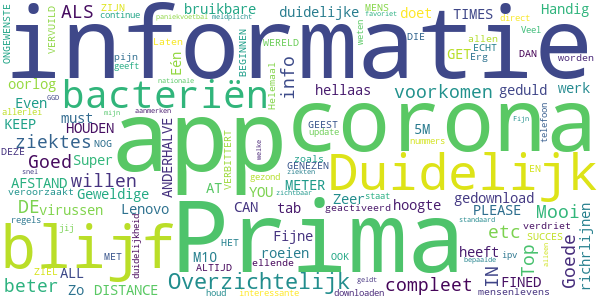 ONGEWENSTE
paniekvoetbal meldplicht
continue
ALS
ZIJN
VERVUILD
pijn
geeft
informatie
bruikbare
duidelijke
TIMES
MENS
favoriet
Handig
direct
DIE
allen
ECHT
DAN
doet
Laten
Veel
weten
WERELD
BEGINNEN
Eén
GET
Erg
worden
oorlog
bacteriën
info
voorkomen
geduld
werk
Even
GGD
nationale
mijn
Helemaal
hellaas
allerlei
aanmerken
must
KEEP
HOUDEN
app
corona
GEEST
update
5M
nummers
telefoon
Fijn
DEZE
NOG
ziektes
ANDERHALVE
VERBITTERT
welke
GENEZEN
ziekten
zichtbaar
snel
Goed
Super
zoals
Duidelijk
EN
gezond
veroorzaakt
willen
AT
YOU
METER
Zeer
staat
gedownload
AFSTAND
Geweldige
DE
virussen
Lenovo
CAN
tab
geactiveerd
hoogte
PLEASE
Mooi
regels
jij
duidelijkheid
Prima
Fijne
etc
verdriet
standaard
SUCCES
blijf
M10
HET
roeien
OOK
heeft
Top
Goede
richrlijnen
MET
ALTIJD
ellende
ipv
bepaalde
ZIEL
ALL
Overzichtelijk
compleet
IN
FINED
alleen
beter
Zo
DISTANCE
houd
interessante
downloaden
geldt
mensenlevens